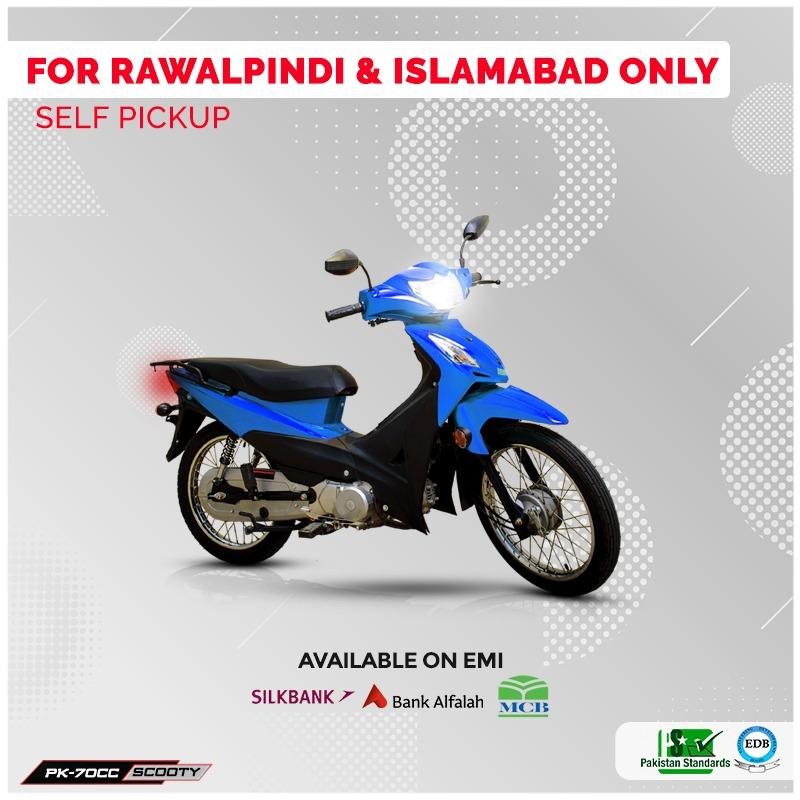 FOR RAWALPINDI & ISLAMABAD ONLY
SELF PICKUP
AVAILABLE ON EMI
SILKBANK
Bank Alfalah
MCB
PK-70CC SCOOTY
Pakistan Standards
EDB